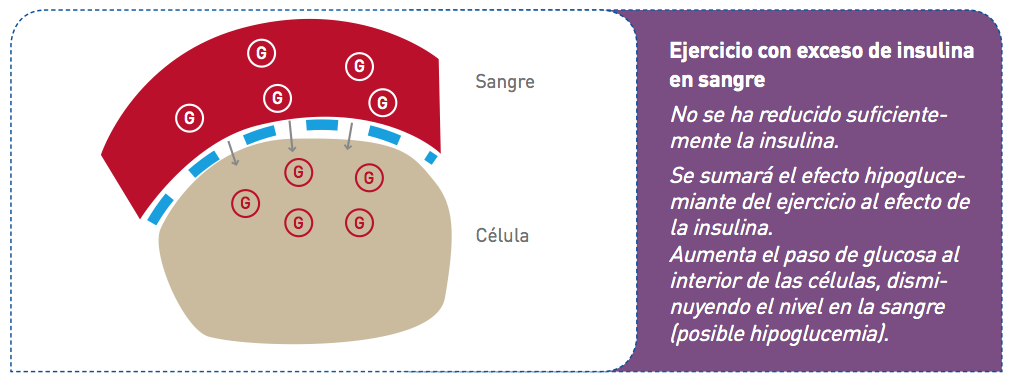 G
G
G
G
G
Sangre
G
G
G
G
G
Célula
Ejercicio con exceso de insulina
en sangre
No se ha reducido suficiente-
mente la insulina.
Se sumará el efecto hipogluce-
miante del ejercicio al efecto de
la insulina.
Aumenta el paso de glucosa al
interior de las células, dismi-
nuyendo el nivel en la sangre
(posible hipoglucemia).